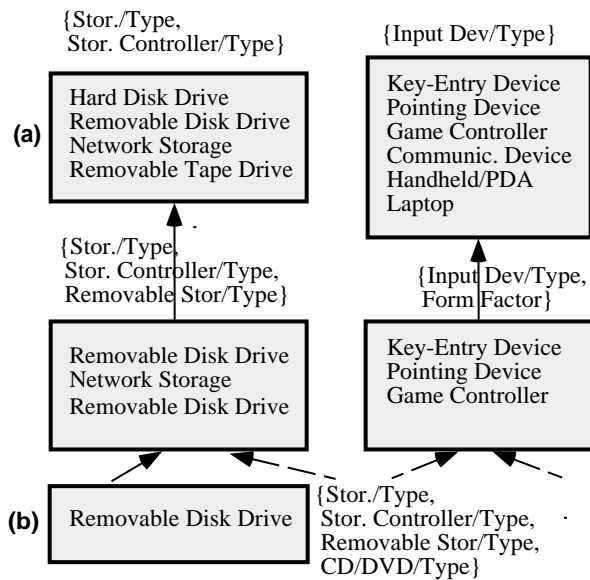 {Stor./Type,
Stor. Controller/Type}
{Input Dev/Type}
(a)
Hard Disk Drive
Removable Disk Drive
Network Storage
Removable Tape Drive
Key-Entry Device
Pointing Device
Game Controller
Communic. Device
Handheld/PDA
Laptop
{Stor./Type,
Stor. Controller/Type,
Removable Stor/Type}
{Input Dev/Type,
Form Factor}
Removable Disk Drive
Network Storage
Removable Disk Drive
Key-Entry Device
Pointing Device
Game Controller
(b)
Removable Disk Drive
{Stor./Type,
Stor. Controller/Type,
Removable Stor/Type,
CD/DVD/Type}